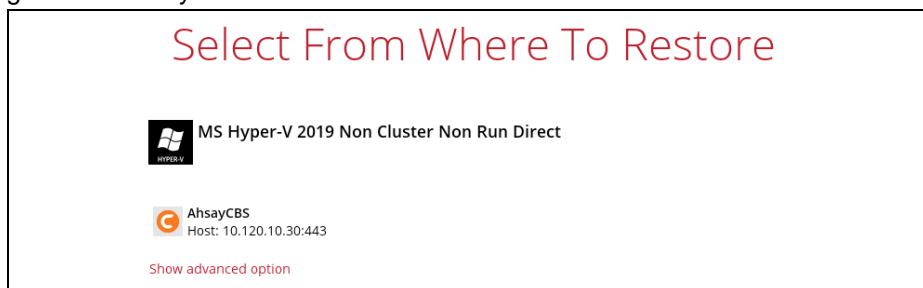 Select From Where To Restore
MS Hyper-V 2019 Non Cluster Non Run Direct
HYPER-V
AhsayCBS
Host: 10.120.10.30:443
Show advanced option